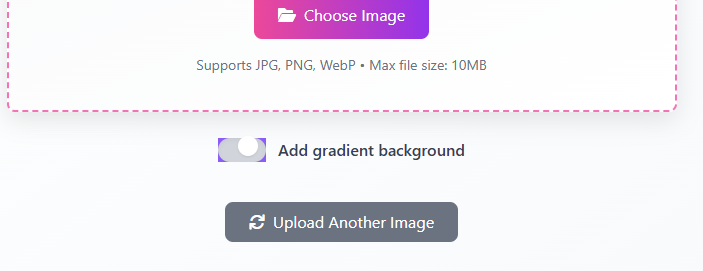 Choose Image
Supports JPG, PNG, WebP • Max file size: 10MB
Add gradient background
Upload Another Image